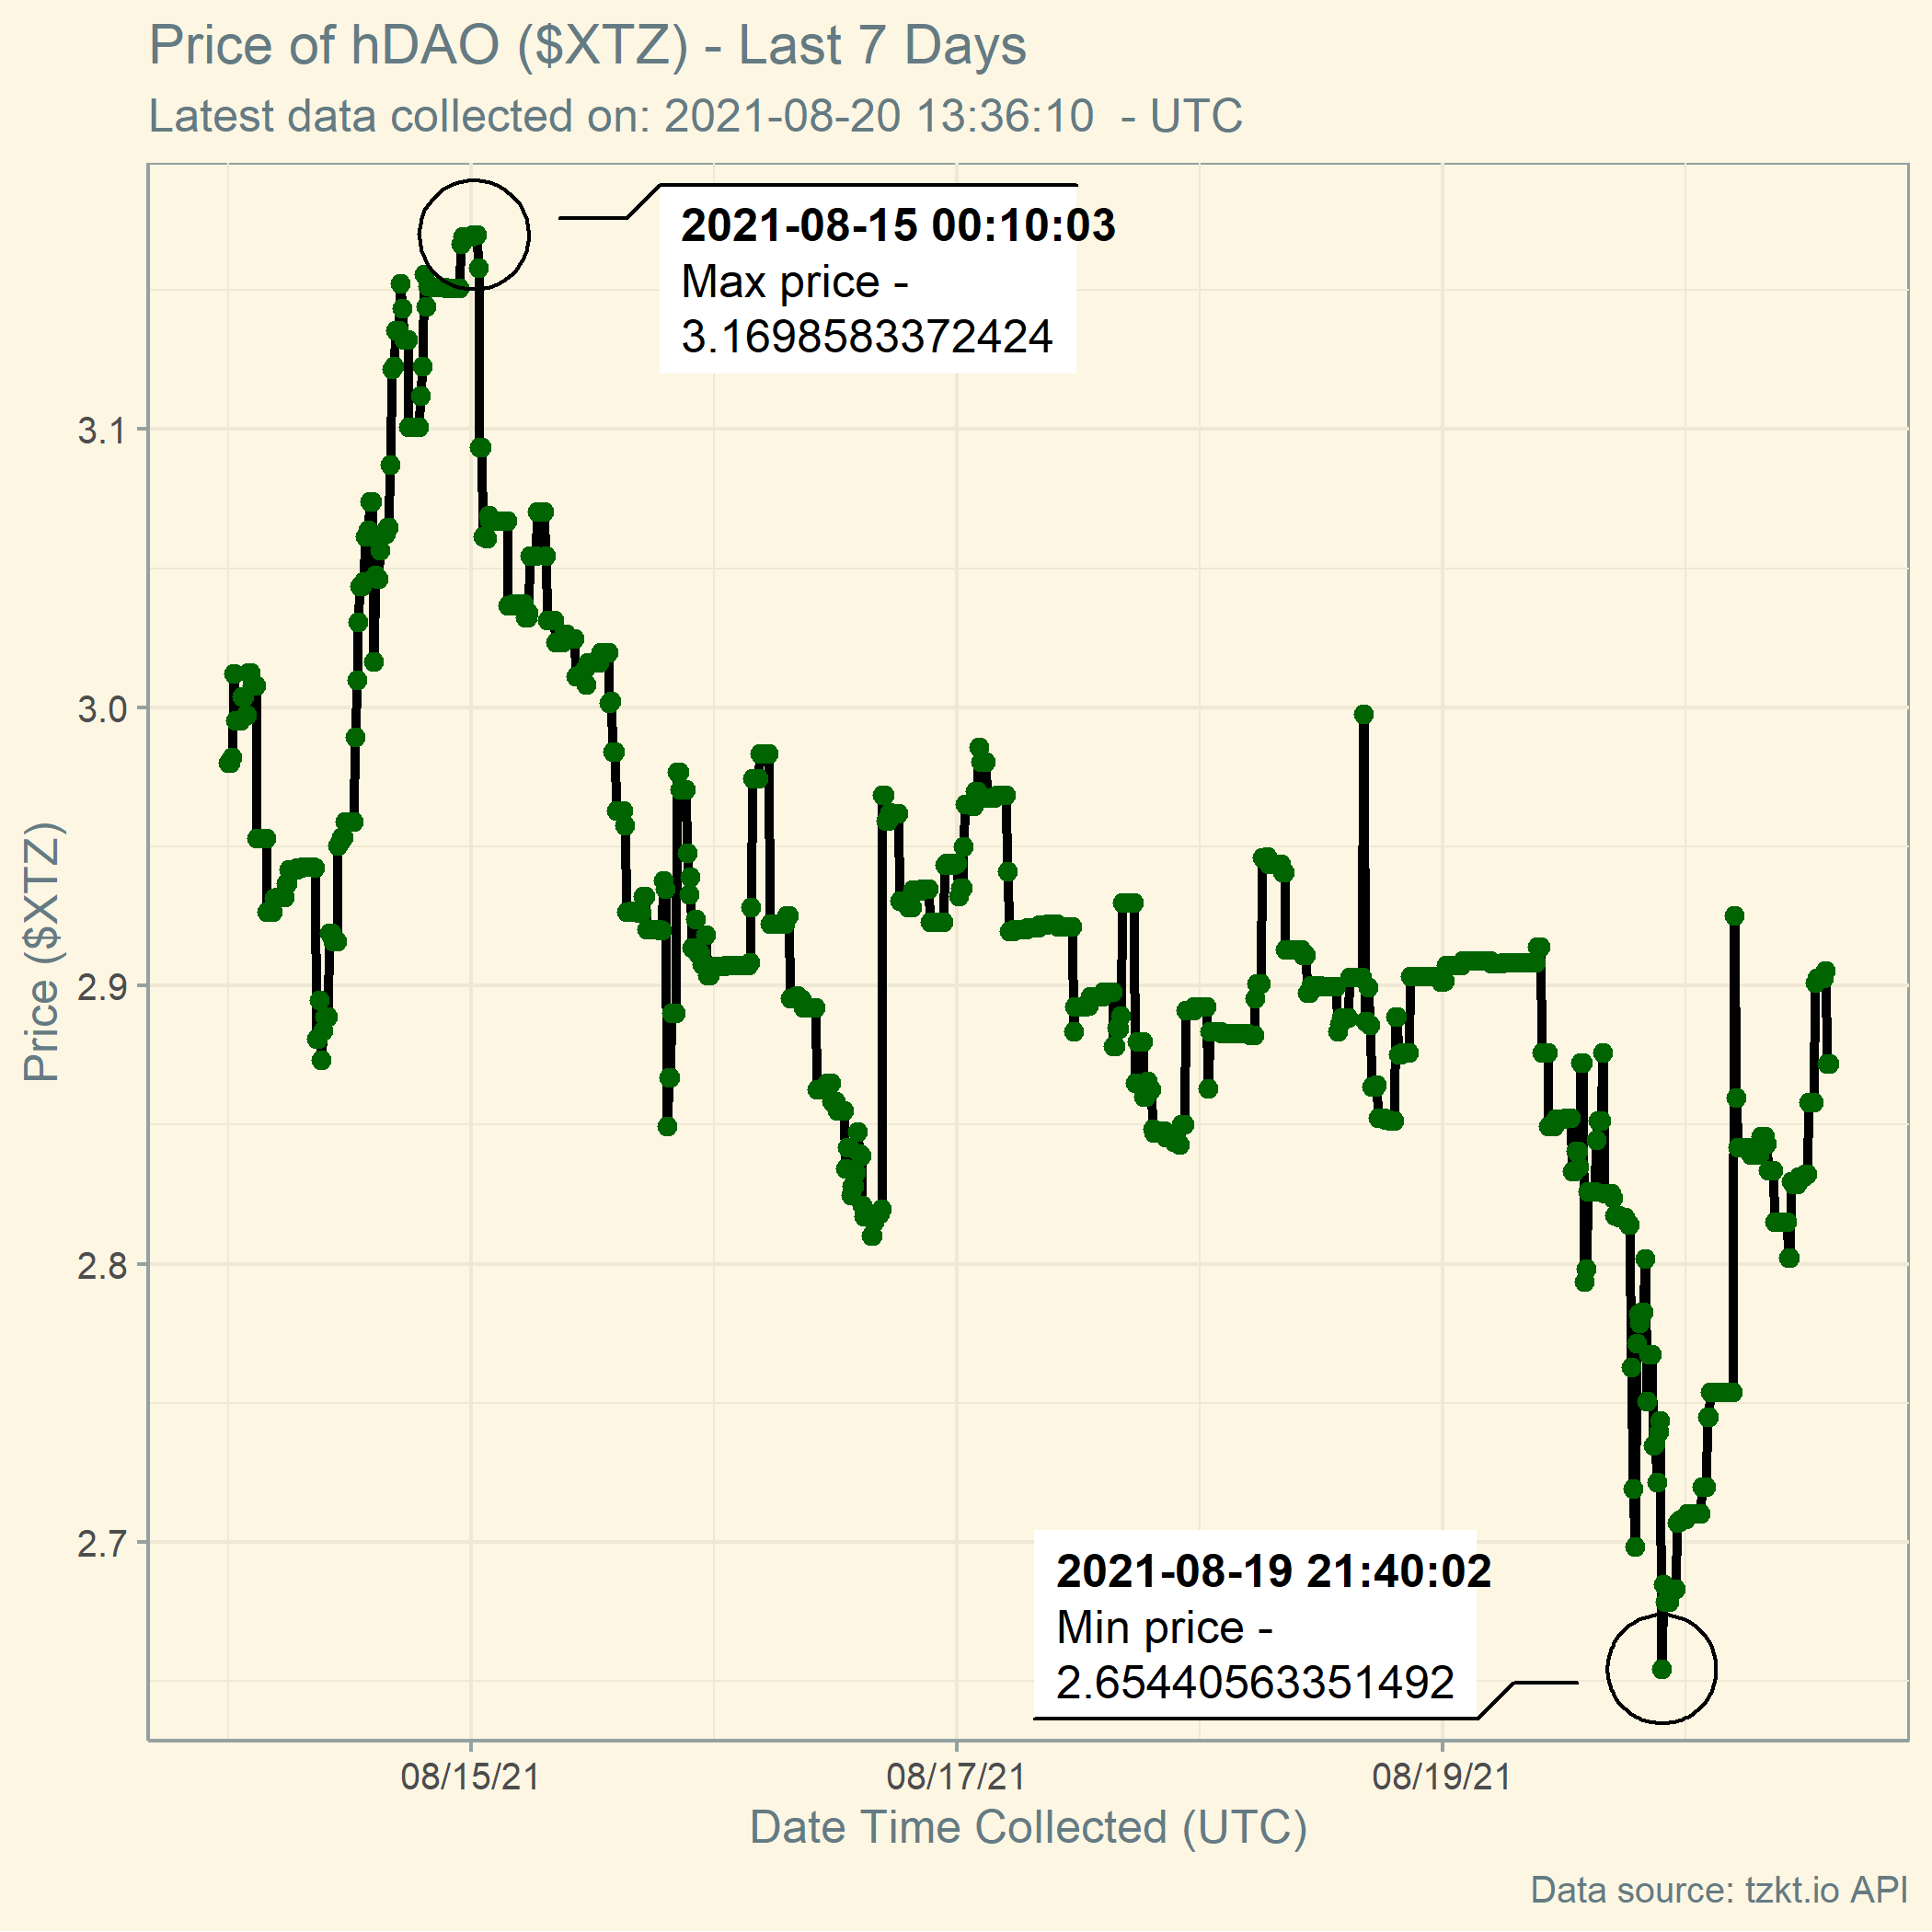 Price of hDAO ($XTZ) - Last 7 Days
Latest data collected on: 2021-08-20 13:36:10  - UTC
2021-08-15 00:10:03
Max price -
3.1698583372424
3.1
3.0
2.9
2.8
2.7
Price ($XTZ)
2021-08-19 21:40:02
Min price -
2.65440563351492
08/15/21
08/17/21
08/19/21
Date Time Collected (UTC)
Data source: tzkt.io API